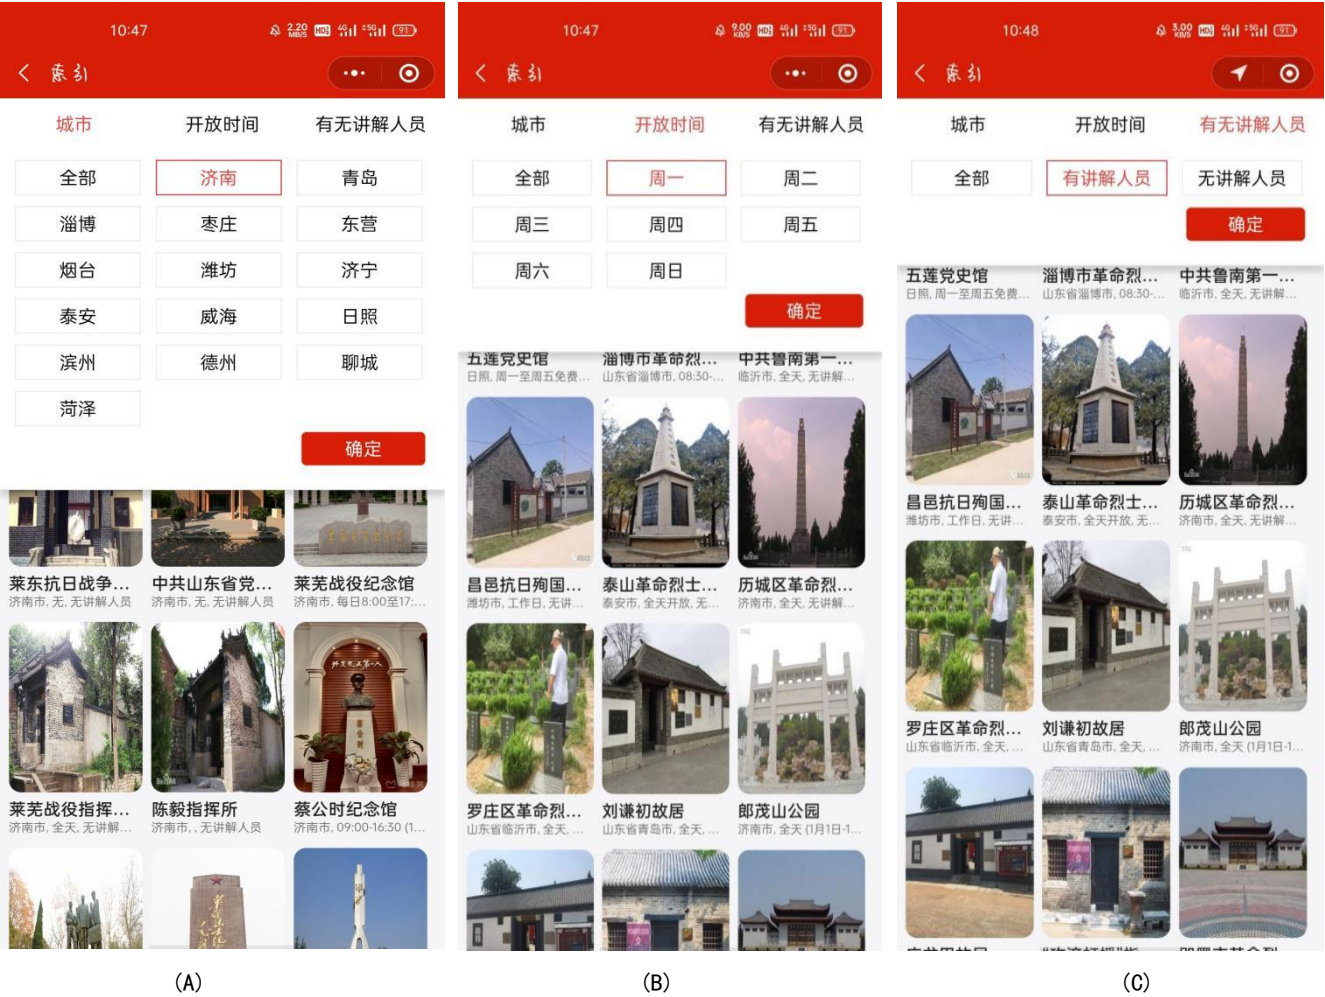 10:47
2.20 MB/S HD 4G 5G 91
索引
城市 开放时间 有无讲解人员
全部 济南 青岛
淄博 枣庄 东营
烟台 潍坊 济宁
泰安 威海 日照
滨州 德州 聊城
菏泽
确定
莱东抗日战争... 中共山东省党... 莱芜战役纪念馆
济南市, 无, 无讲解人员 济南市, 无, 无讲解人员 济南市, 每日8:00至17:...
莱芜战役指挥... 陈毅指挥所 蔡公时纪念馆
济南市, 全天, 无讲解... 济南市, , 无讲解人员 济南市, 09:00-16:30 (1...
(A)
10:47
9.00 KB/S HD 4G 5G 91
索引
城市 开放时间 有无讲解人员
全部 周一 周二
周三 周四 周五
周六 周日
确定
五莲党史馆 淄博市革命烈... 中共鲁南第一...
日照, 周一至周五免费... 山东省淄博市, 08:30-... 临沂市, 全天, 无讲解...
昌邑抗日殉国... 泰山革命烈士... 历城区革命烈...
潍坊市, 工作日, 无讲... 泰安市, 全天开放, 无... 济南市, 全天, 无讲解...
罗庄区革命烈... 刘谦初故居 郎茂山公园
山东省临沂市, 全天, ... 山东省青岛市, 全天, ... 济南市, 全天 (1月1日-1...
(B)
10:48
3.00 KB/S HD 4G 5G 91
索引
城市 开放时间 有无讲解人员
全部 有讲解人员 无讲解人员
确定
五莲党史馆 淄博市革命烈... 中共鲁南第一...
日照, 周一至周五免费... 山东省淄博市, 08:30-... 临沂市, 全天, 无讲解...
昌邑抗日殉国... 泰山革命烈士... 历城区革命烈...
潍坊市, 工作日, 无讲... 泰安市, 全天开放, 无... 济南市, 全天, 无讲解...
罗庄区革命烈... 刘谦初故居 郎茂山公园
山东省临沂市, 全天, ... 山东省青岛市, 全天, ... 济南市, 全天 (1月1日-1...
(C)